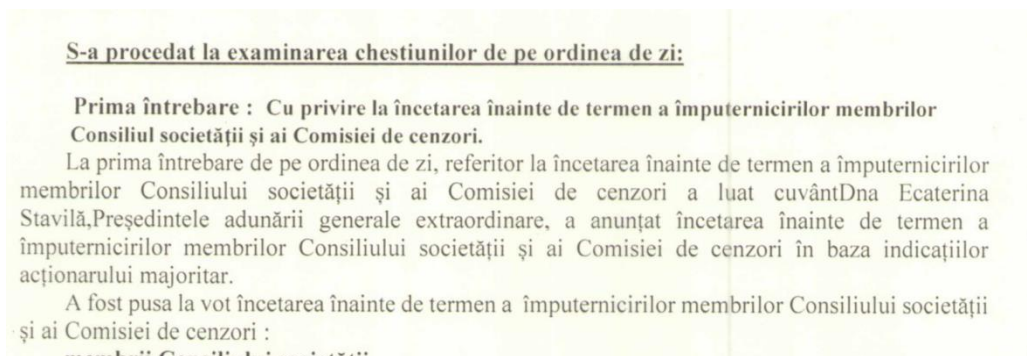 S-a procedat la examinarea chestiunilor de pe ordinea de zi:
Prima întrebare : Cu privire la încetarea înainte de termen a împuternicirilor membrilor
Consiliul societății și ai Comisiei de cenzori.
La prima întrebare de pe ordinea de zi, referitor la încetarea înainte de termen a împuternicirilor
membrilor Consiliului societății și ai Comisiei de cenzori a luat cuvântDna Ecaterina
Stavilă,Președintele adunării generale extraordinare, a anunțat încetarea înainte de termen a
împuternicirilor membrilor Consiliului societății și ai Comisiei de cenzori în baza indicațiilor
acționarului majoritar.
A fost pusa la vot încetarea înainte de termen a împuternicirilor membrilor Consiliului societății
și ai Comisiei de cenzori :
membrii Consiliului societății